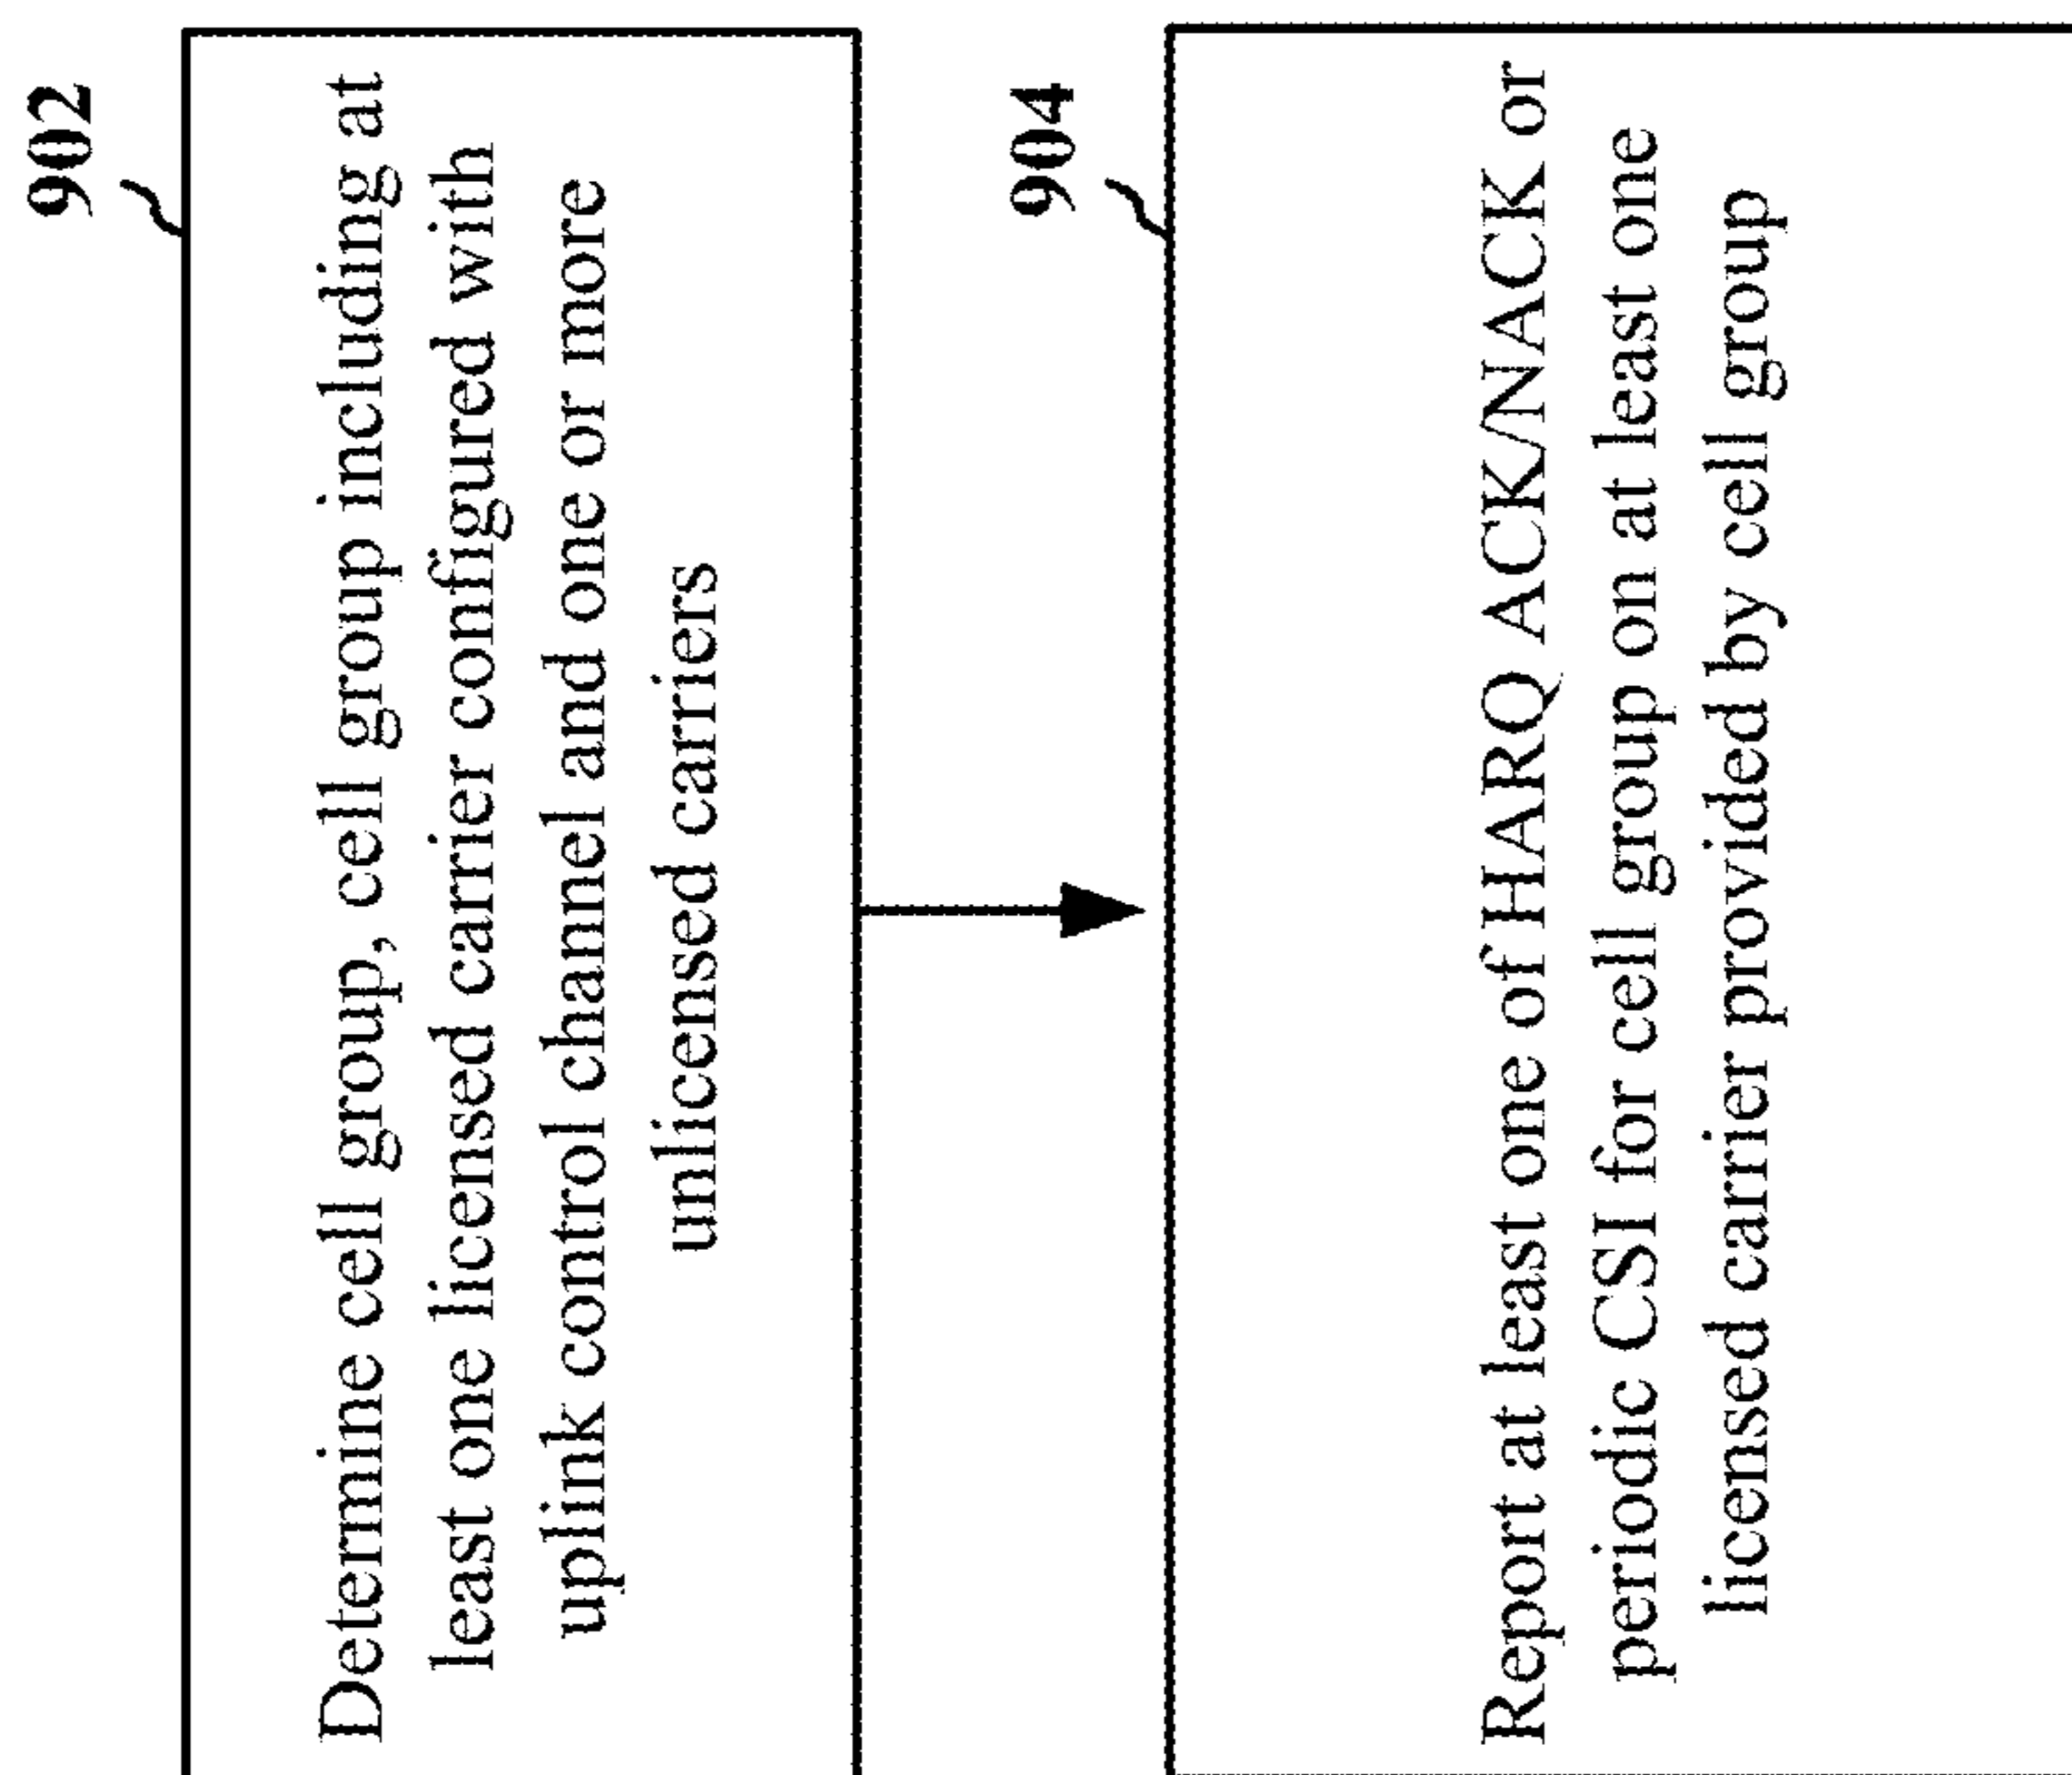 902
Determine cell group, cell group including at
least one licensed carrier configured with
uplink control channel and one or more
unlicensed carriers
904
Report at least one of HARQ ACK/NACK or
periodic CSI for cell group on at least one
licensed carrier provided by cell group